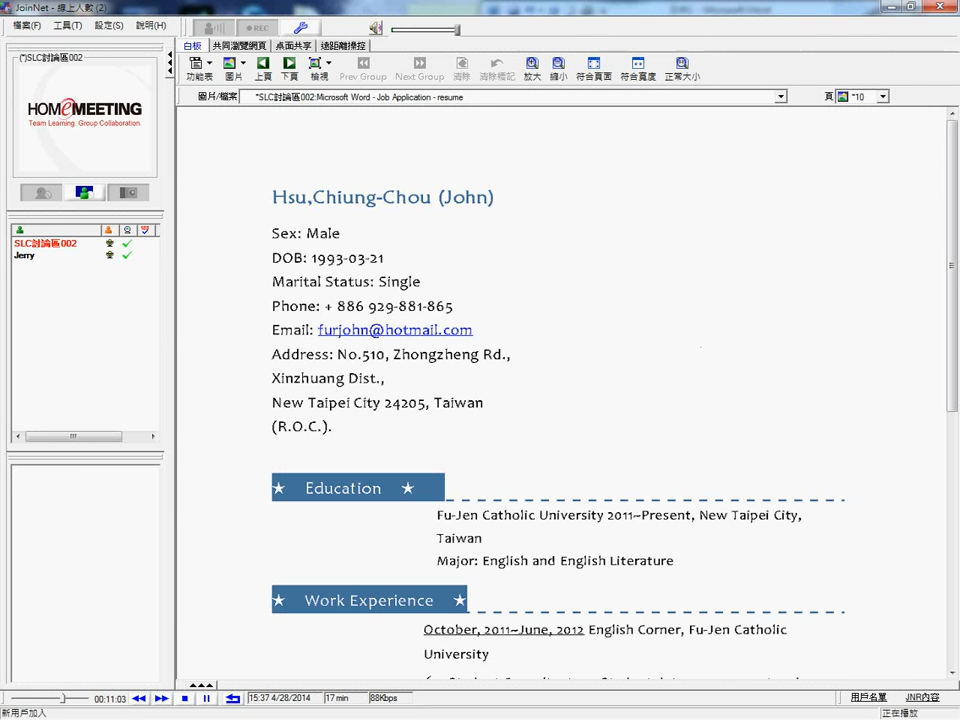 JoinNet - 線上人數 (2)
檔案(F) 工具(T) 設定(S) 說明(H)
REC
(*)SLC討論區002
HOMeMEETING
Team Learning. Group Collaboration.
SLC討論區002
Jerry
白板 共同瀏覽網頁 桌面共享 遠距離操控
功能表 圖片 上頁 下頁 檢視 Prev Group Next Group 清除 清除標記 放大 縮小 符合頁面 符合寬度 正常大小
圖片/檔案 *SLC討論區002:Microsoft Word - Job Application - resume 頁 *10
Hsu,Chiung-Chou (John)
Sex: Male
DOB: 1993-03-21
Marital Status: Single
Phone: + 886 929-881-865
Email: furjohn@hotmail.com
Address: No.510, Zhongzheng Rd.,
Xinzhuang Dist.,
New Taipei City 24205, Taiwan
(R.O.C.).
★ Education ★
Fu-Jen Catholic University 2011~Present, New Taipei City,
Taiwan
Major: English and English Literature
★ Work Experience ★
October, 2011~June, 2012 English Corner, Fu-Jen Catholic
University
00:11:03 15:37 4/28/2014 17 min 88Kbps 用戶名單 JNR內容
新用戶加入 正在播放